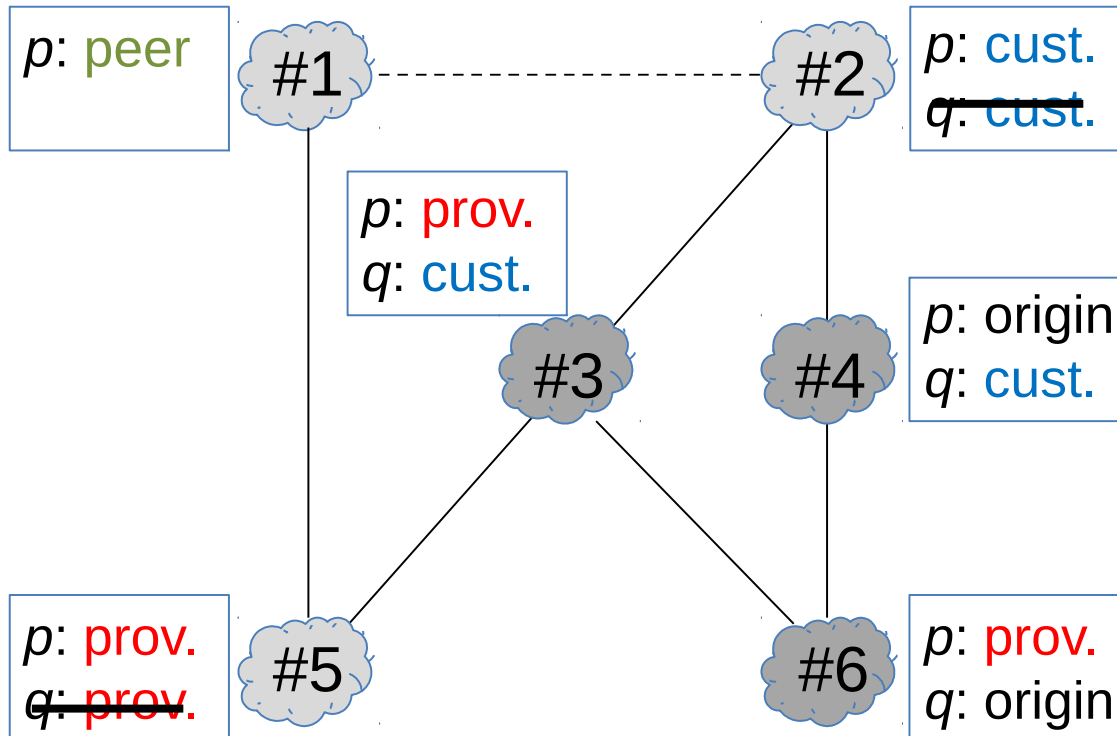 p: peer
#1
#2
p: cust.
q: cust.
p: prov.
q: cust.
#3
#4
p: origin
q: cust.
p: prov.
q: prov.
#5
#6
p: prov.
q: origin